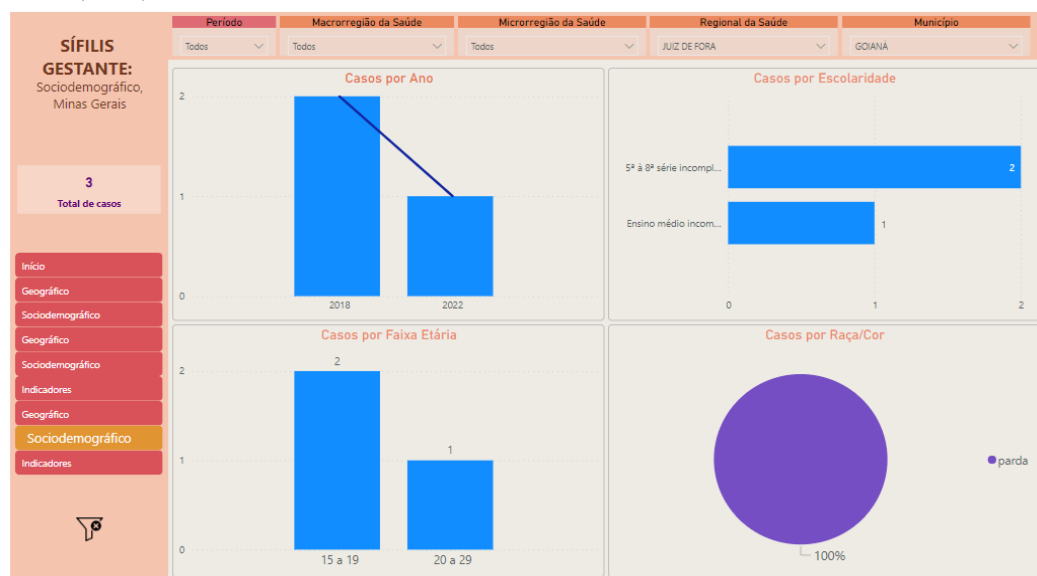 SÍFILIS
GESTANTE:
Sociodemográfico,
Minas Gerais
3
Total de casos
Início
Geográfico
Sociodemográfico
Geográfico
Sociodemográfico
Indicadores
Geográfico
Sociodemográfico
Indicadores
Período
Todos
Macrorregião da Saúde
Todos
Microrregião da Saúde
Todos
Regional da Saúde
JUIZ DE FORA
Município
GOIANÁ
Casos por Ano
2
1
0
2018 2022
Casos por Escolaridade
5ª à 8ª série incompl... 2
Ensino médio incom... 1
0 1 2
Casos por Faixa Etária
2
2
1
1
0
15 a 19 20 a 29
Casos por Raça/Cor
parda
100%